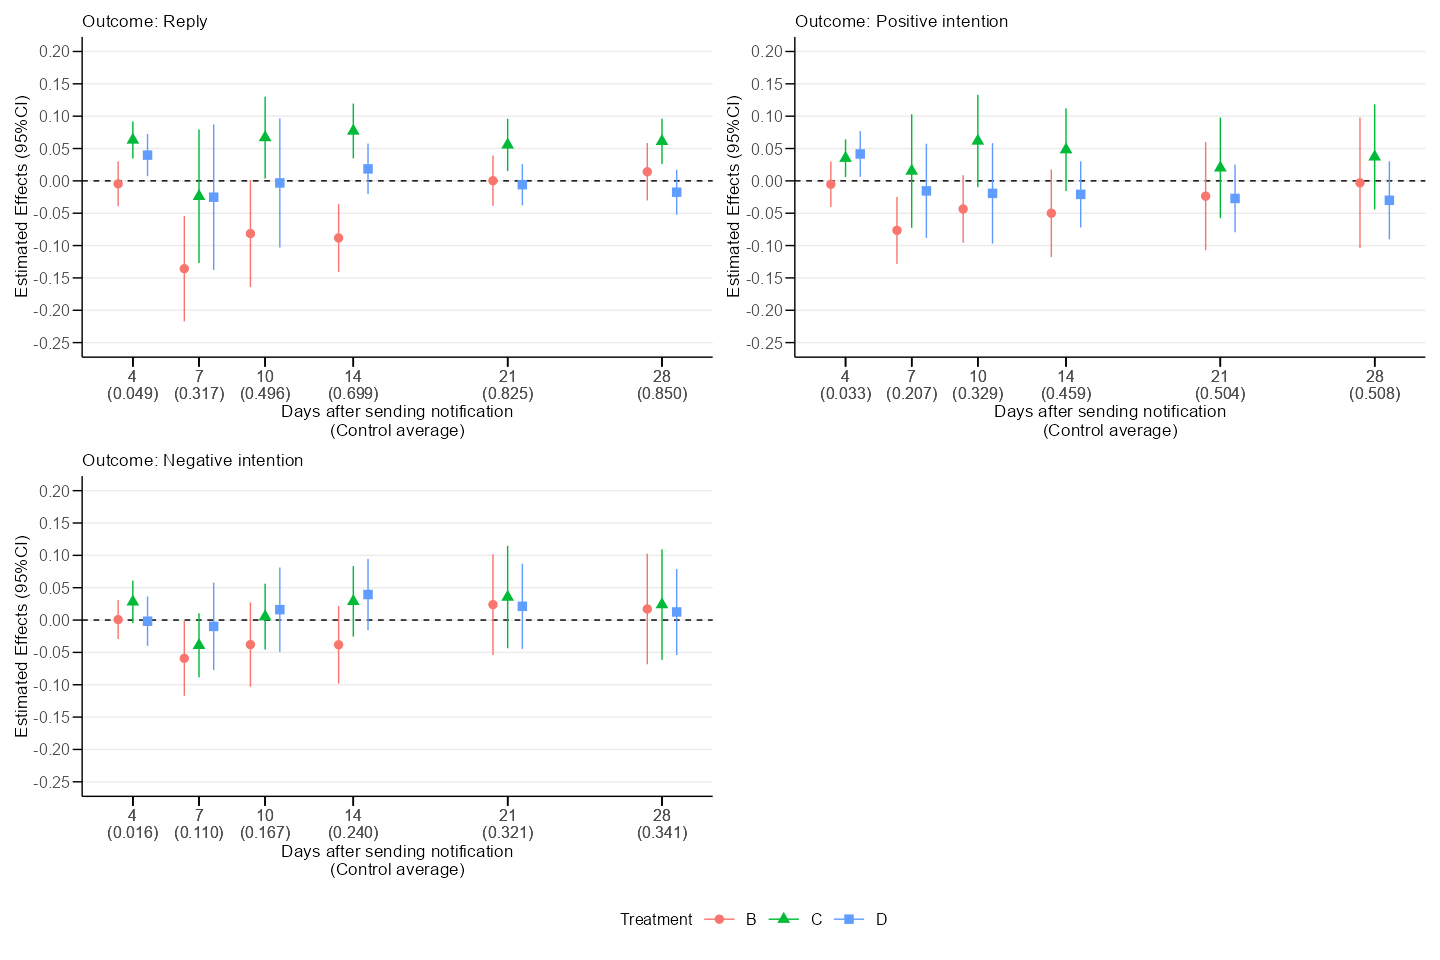 Outcome: Reply
Estimated Effects (95%CI)
0.20
0.15
0.10
0.05
0.00
-0.05
-0.10
-0.15
-0.20
-0.25
4 7 10 14 21 28
(0.049) (0.317) (0.496) (0.699) (0.825) (0.850)
Days after sending notification
(Control average)
Outcome: Positive intention
Estimated Effects (95%CI)
0.20
0.15
0.10
0.05
0.00
-0.05
-0.10
-0.15
-0.20
-0.25
4 7 10 14 21 28
(0.033) (0.207) (0.329) (0.459) (0.504) (0.508)
Days after sending notification
(Control average)
Outcome: Negative intention
Estimated Effects (95%CI)
0.20
0.15
0.10
0.05
0.00
-0.05
-0.10
-0.15
-0.20
-0.25
4 7 10 14 21 28
(0.016) (0.110) (0.167) (0.240) (0.321) (0.341)
Days after sending notification
(Control average)
Treatment B C D